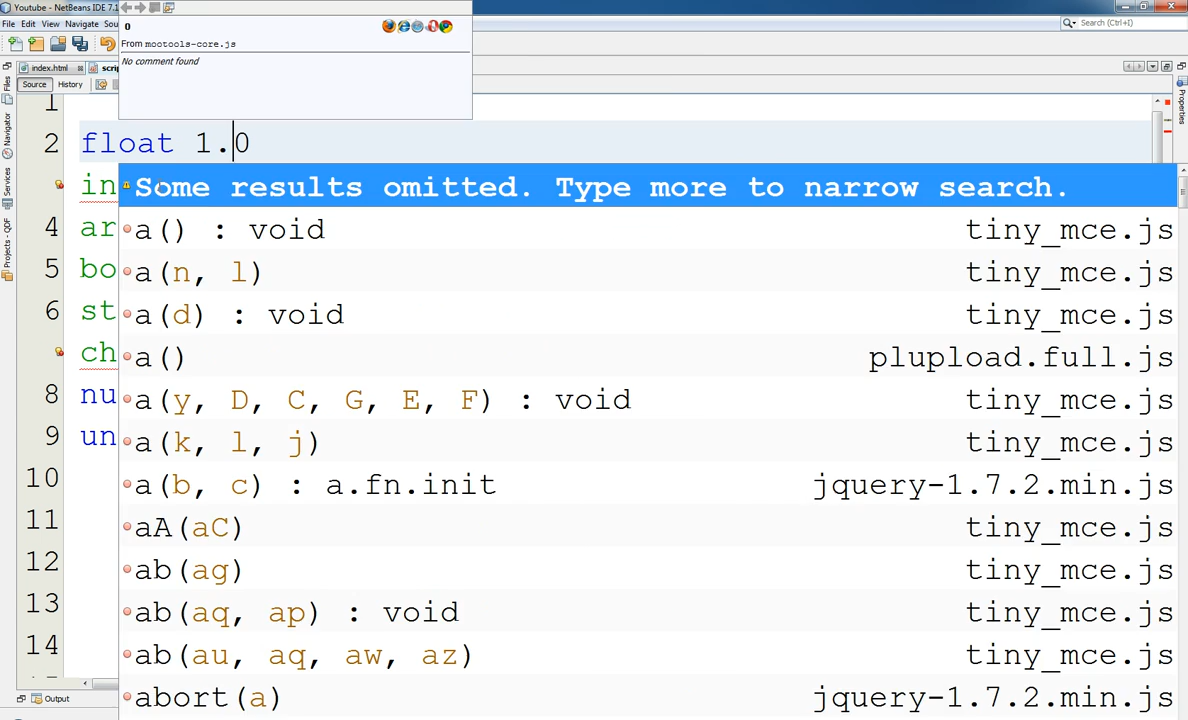 Youtube - NetBeans IDE 7.1
File Edit View Navigate Sou
Search (Ctrl+I)
0
From mootools-core.js
No comment found
index.html
scrip
Source History
Files
Navigator
Services
Projects - QDF
Properties
1
2 float 1.0
in
4 ar
5 bo
6 st
ch
8 nu
9 un
10
11
12
13
14
Some results omitted. Type more to narrow search.
a() : void tiny_mce.js
a(n, l) tiny_mce.js
a(d) : void tiny_mce.js
a() plupload.full.js
a(y, D, C, G, E, F) : void tiny_mce.js
a(k, l, j) tiny_mce.js
a(b, c) : a.fn.init jquery-1.7.2.min.js
aA(aC) tiny_mce.js
ab(ag) tiny_mce.js
ab(aq, ap) : void tiny_mce.js
ab(au, aq, aw, az) tiny_mce.js
abort(a) jquery-1.7.2.min.js
Output